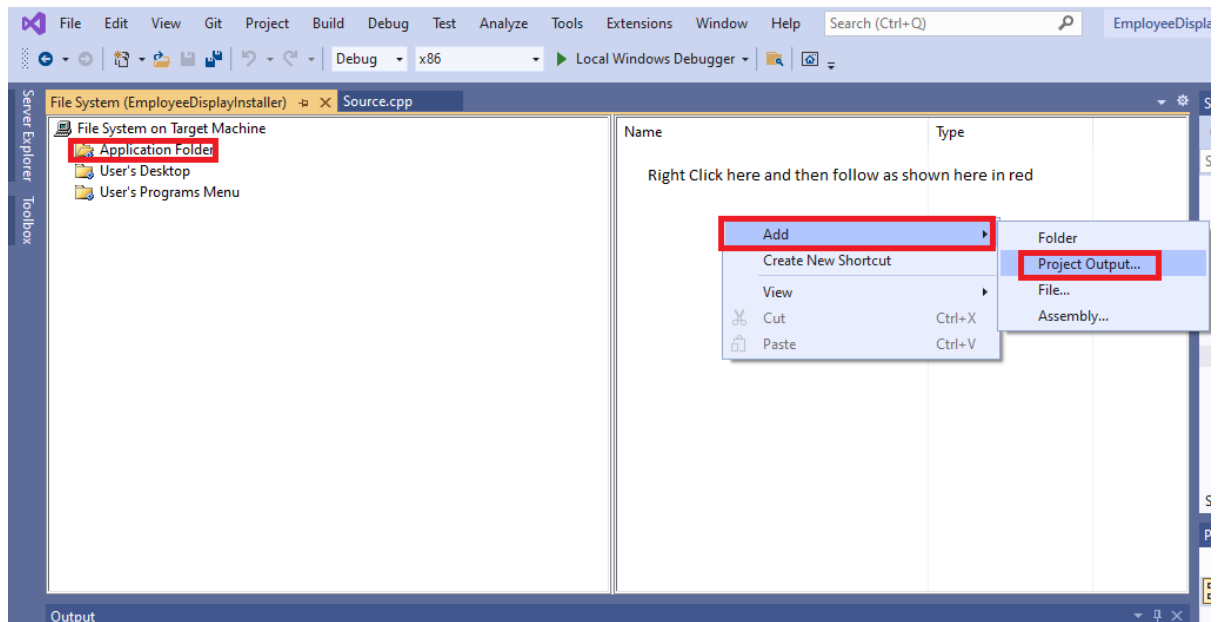 File Edit View Git Project Build Debug Test Analyze Tools Extensions Window Help Search (Ctrl+Q) EmployeeDispla
Debug x86 Local Windows Debugger
Server Explorer
Toolbox
File System (EmployeeDisplayInstaller) Source.cpp
File System on Target Machine
Application Folder
User's Desktop
User's Programs Menu
Name Type
Right Click here and then follow as shown here in red
Add
Create New Shortcut
View
Cut Ctrl+X
Paste Ctrl+V
Folder
Project Output...
File...
Assembly...
Output